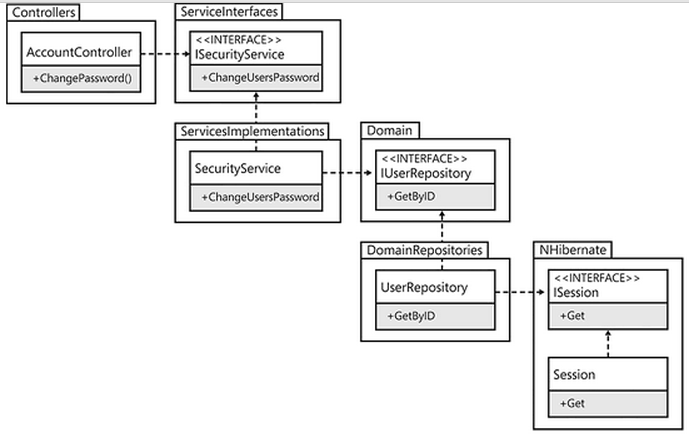 Controllers
AccountController
+ChangePassword()
ServiceInterfaces
<<INTERFACE>>
ISecurityService
+ChangeUsersPassword
ServicesImplementations
SecurityService
+ChangeUsersPassword
Domain
<<INTERFACE>>
IUserRepository
+GetByID
DomainRepositories
UserRepository
+GetByID
NHibernate
<<INTERFACE>>
ISession
+Get
Session
+Get